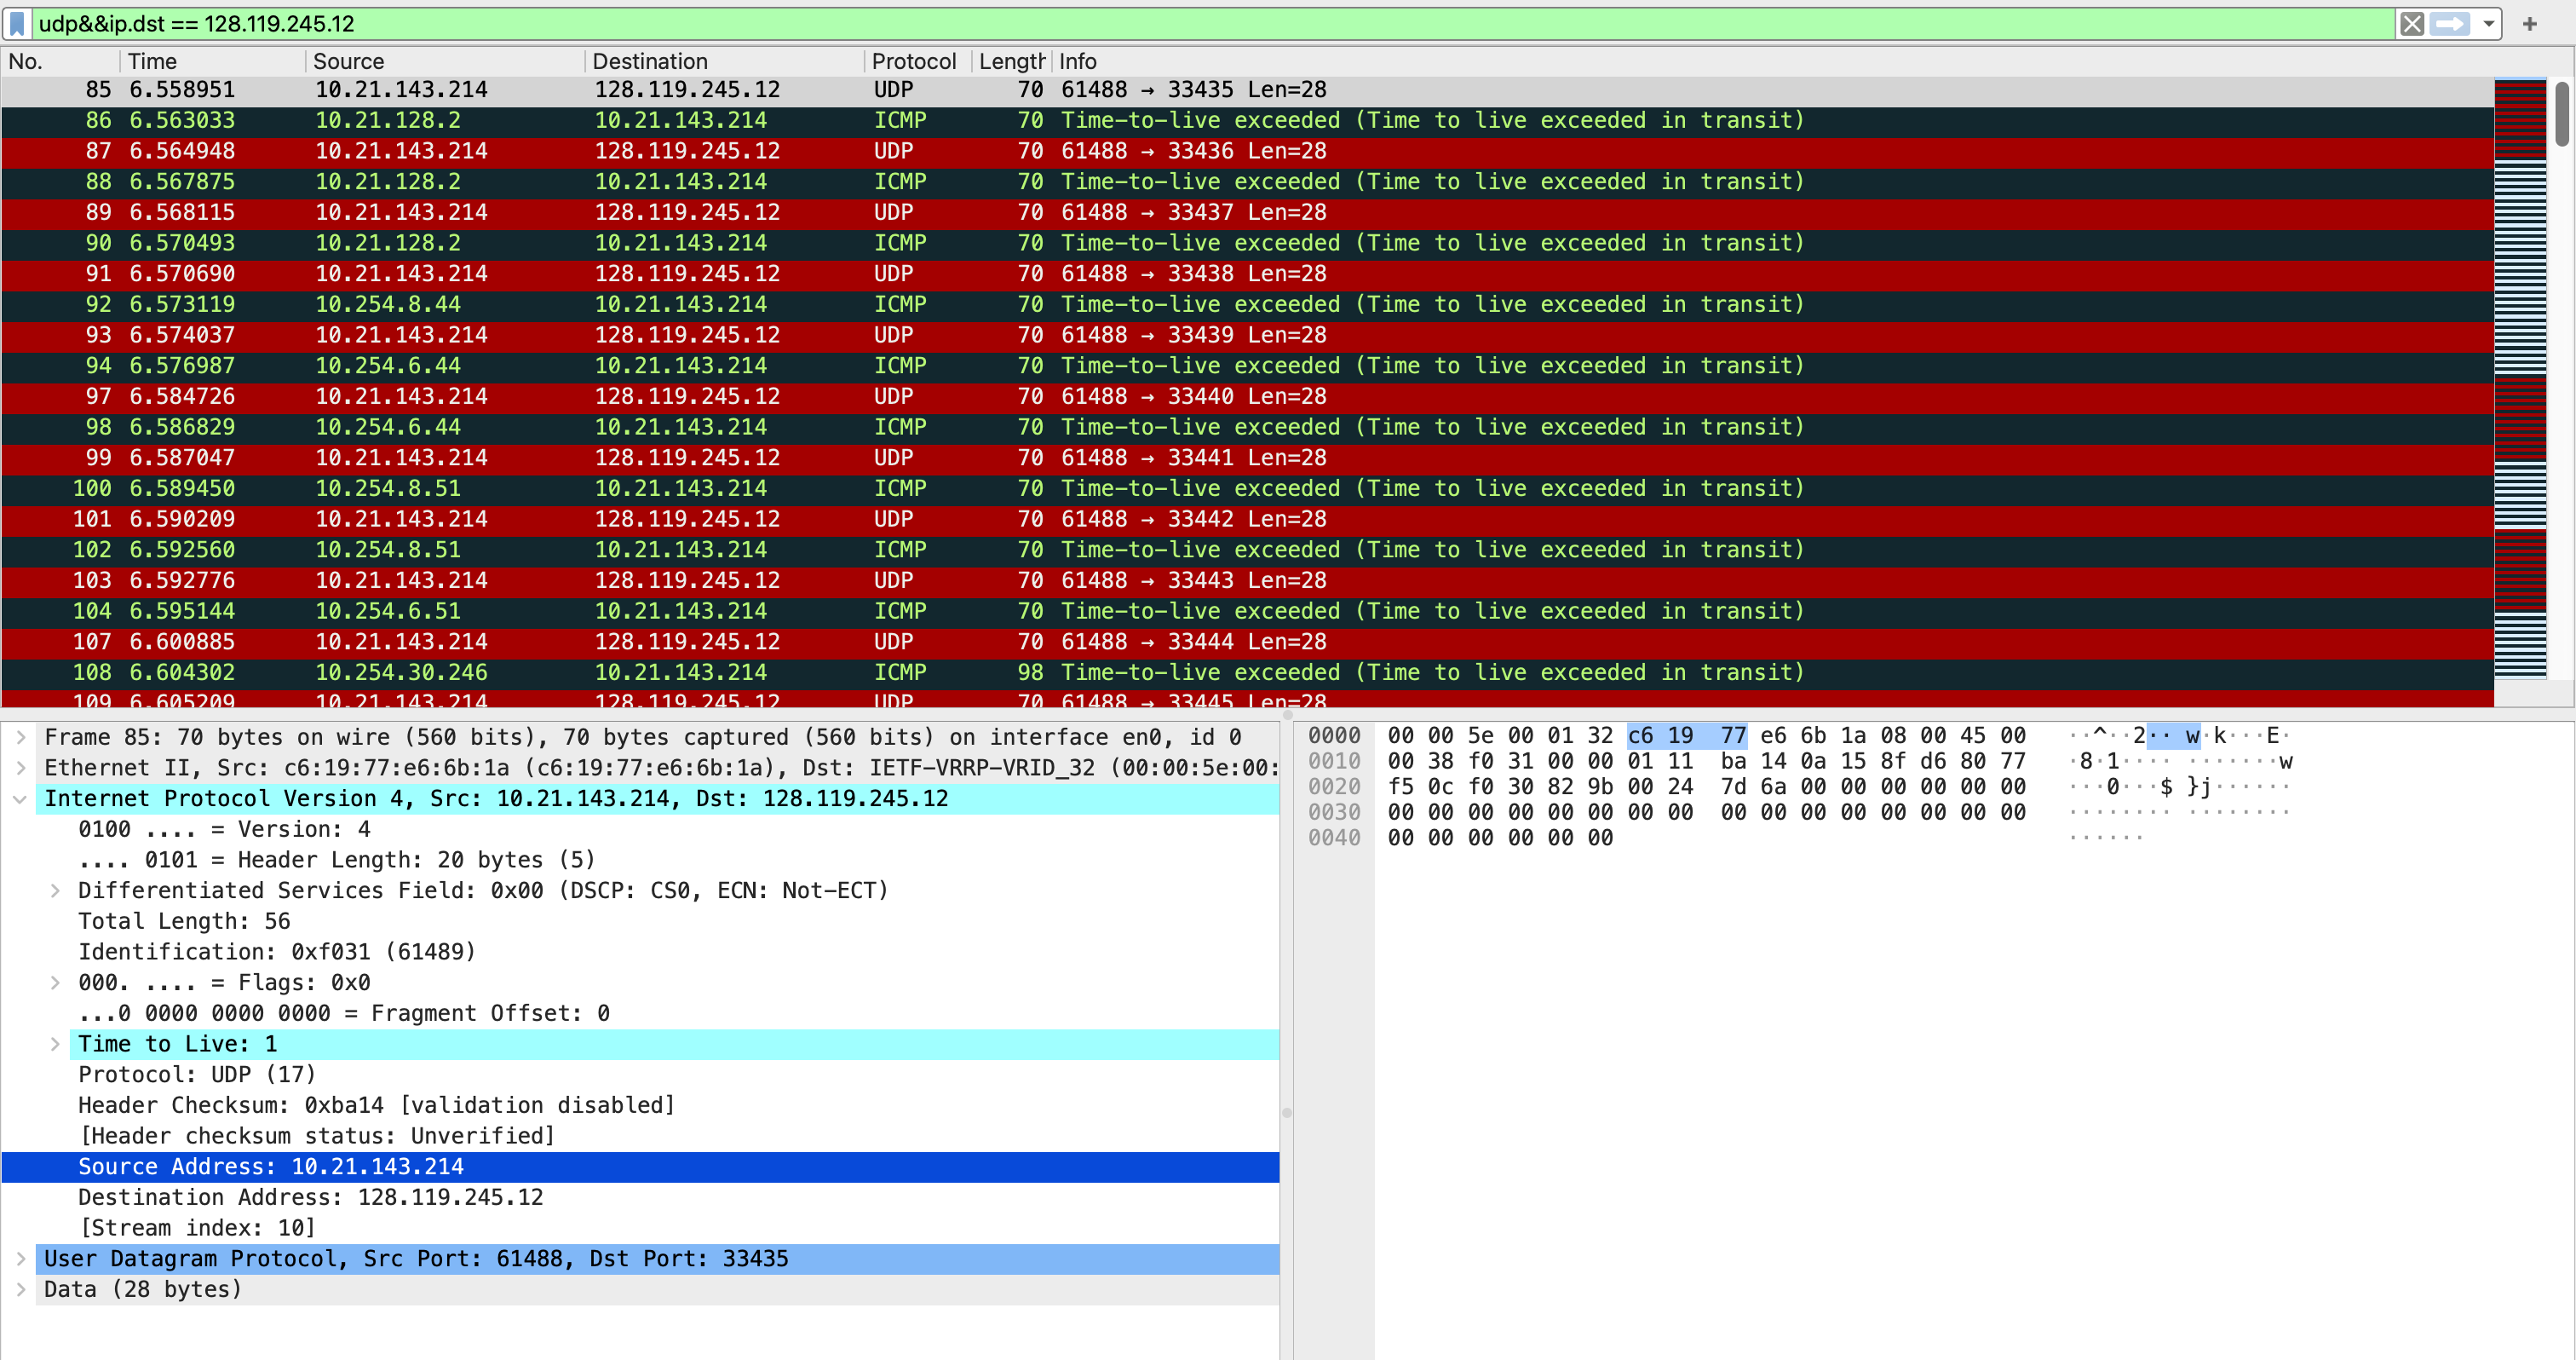 udp&&ip.dst == 128.119.245.12
No. Time Source Destination Protocol Length Info
85 6.558951 10.21.143.214 128.119.245.12 UDP 70 61488 → 33435 Len=28
86 6.563033 10.21.128.2 10.21.143.214 ICMP 70 Time-to-live exceeded (Time to live exceeded in transit)
87 6.564948 10.21.143.214 128.119.245.12 UDP 70 61488 → 33436 Len=28
88 6.567875 10.21.128.2 10.21.143.214 ICMP 70 Time-to-live exceeded (Time to live exceeded in transit)
89 6.568115 10.21.143.214 128.119.245.12 UDP 70 61488 → 33437 Len=28
90 6.570493 10.21.128.2 10.21.143.214 ICMP 70 Time-to-live exceeded (Time to live exceeded in transit)
91 6.570690 10.21.143.214 128.119.245.12 UDP 70 61488 → 33438 Len=28
92 6.573119 10.254.8.44 10.21.143.214 ICMP 70 Time-to-live exceeded (Time to live exceeded in transit)
93 6.574037 10.21.143.214 128.119.245.12 UDP 70 61488 → 33439 Len=28
94 6.576987 10.254.6.44 10.21.143.214 ICMP 70 Time-to-live exceeded (Time to live exceeded in transit)
97 6.584726 10.21.143.214 128.119.245.12 UDP 70 61488 → 33440 Len=28
98 6.586829 10.254.6.44 10.21.143.214 ICMP 70 Time-to-live exceeded (Time to live exceeded in transit)
99 6.587047 10.21.143.214 128.119.245.12 UDP 70 61488 → 33441 Len=28
100 6.589450 10.254.8.51 10.21.143.214 ICMP 70 Time-to-live exceeded (Time to live exceeded in transit)
101 6.590209 10.21.143.214 128.119.245.12 UDP 70 61488 → 33442 Len=28
102 6.592560 10.254.8.51 10.21.143.214 ICMP 70 Time-to-live exceeded (Time to live exceeded in transit)
103 6.592776 10.21.143.214 128.119.245.12 UDP 70 61488 → 33443 Len=28
104 6.595144 10.254.6.51 10.21.143.214 ICMP 70 Time-to-live exceeded (Time to live exceeded in transit)
107 6.600885 10.21.143.214 128.119.245.12 UDP 70 61488 → 33444 Len=28
108 6.604302 10.254.30.246 10.21.143.214 ICMP 98 Time-to-live exceeded (Time to live exceeded in transit)
109 6.605209 10.21.143.214 128.119.245.12 UDP 70 61488 → 33445 Len=28
Frame 85: 70 bytes on wire (560 bits), 70 bytes captured (560 bits) on interface en0, id 0
Ethernet II, Src: c6:19:77:e6:6b:1a (c6:19:77:e6:6b:1a), Dst: IETF-VRRP-VRID_32 (00:00:5e:00:
Internet Protocol Version 4, Src: 10.21.143.214, Dst: 128.119.245.12
0100 .... = Version: 4
.... 0101 = Header Length: 20 bytes (5)
Differentiated Services Field: 0x00 (DSCP: CS0, ECN: Not-ECT)
Total Length: 56
Identification: 0xf031 (61489)
000. .... = Flags: 0x0
...0 0000 0000 0000 = Fragment Offset: 0
Time to Live: 1
Protocol: UDP (17)
Header Checksum: 0xba14 [validation disabled]
[Header checksum status: Unverified]
Source Address: 10.21.143.214
Destination Address: 128.119.245.12
[Stream index: 10]
User Datagram Protocol, Src Port: 61488, Dst Port: 33435
Data (28 bytes)
0000 00 00 5e 00 01 32 c6 19 77 e6 6b 1a 08 00 45 00 ··^··2·· w·k···E·
0010 00 38 f0 31 00 00 01 11 ba 14 0a 15 8f d6 80 77 ·8·1···· ·······w
0020 f5 0c f0 30 82 9b 00 24 7d 6a 00 00 00 00 00 00 ···0···$ }j······
0030 00 00 00 00 00 00 00 00 00 00 00 00 00 00 00 00 ········ ········
0040 00 00 00 00 00 00 ······